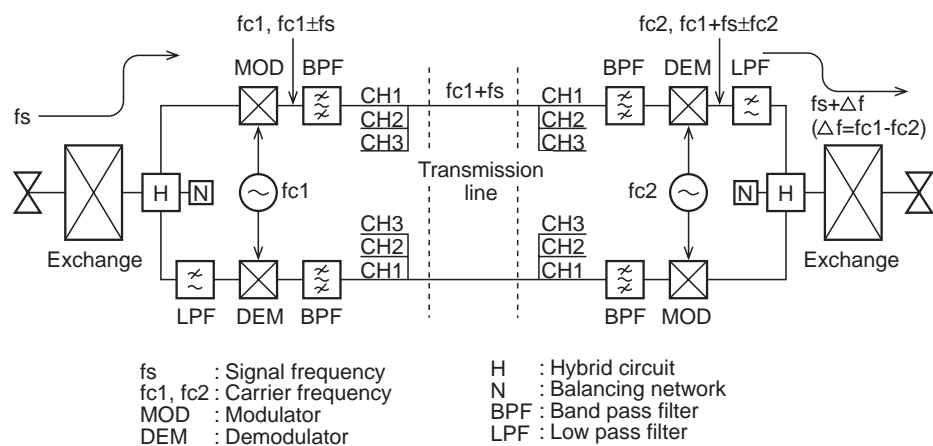 fc1, fc1±fs
fc2, fc1+fs±fc2
MOD BPF
BPF DEM LPF
fs
CH1
CH2
CH3
fc1+fs
CH1
CH2
CH3
fs+△f
(△f=fc1-fc2)
H
N
fc1
Transmission
line
fc2
N
H
Exchange
CH3
CH2
CH1
CH3
CH2
CH1
Exchange
LPF DEM BPF
BPF MOD
fs : Signal frequency
fc1, fc2 : Carrier frequency
MOD : Modulator
DEM : Demodulator
H : Hybrid circuit
N : Balancing network
BPF : Band pass filter
LPF : Low pass filter